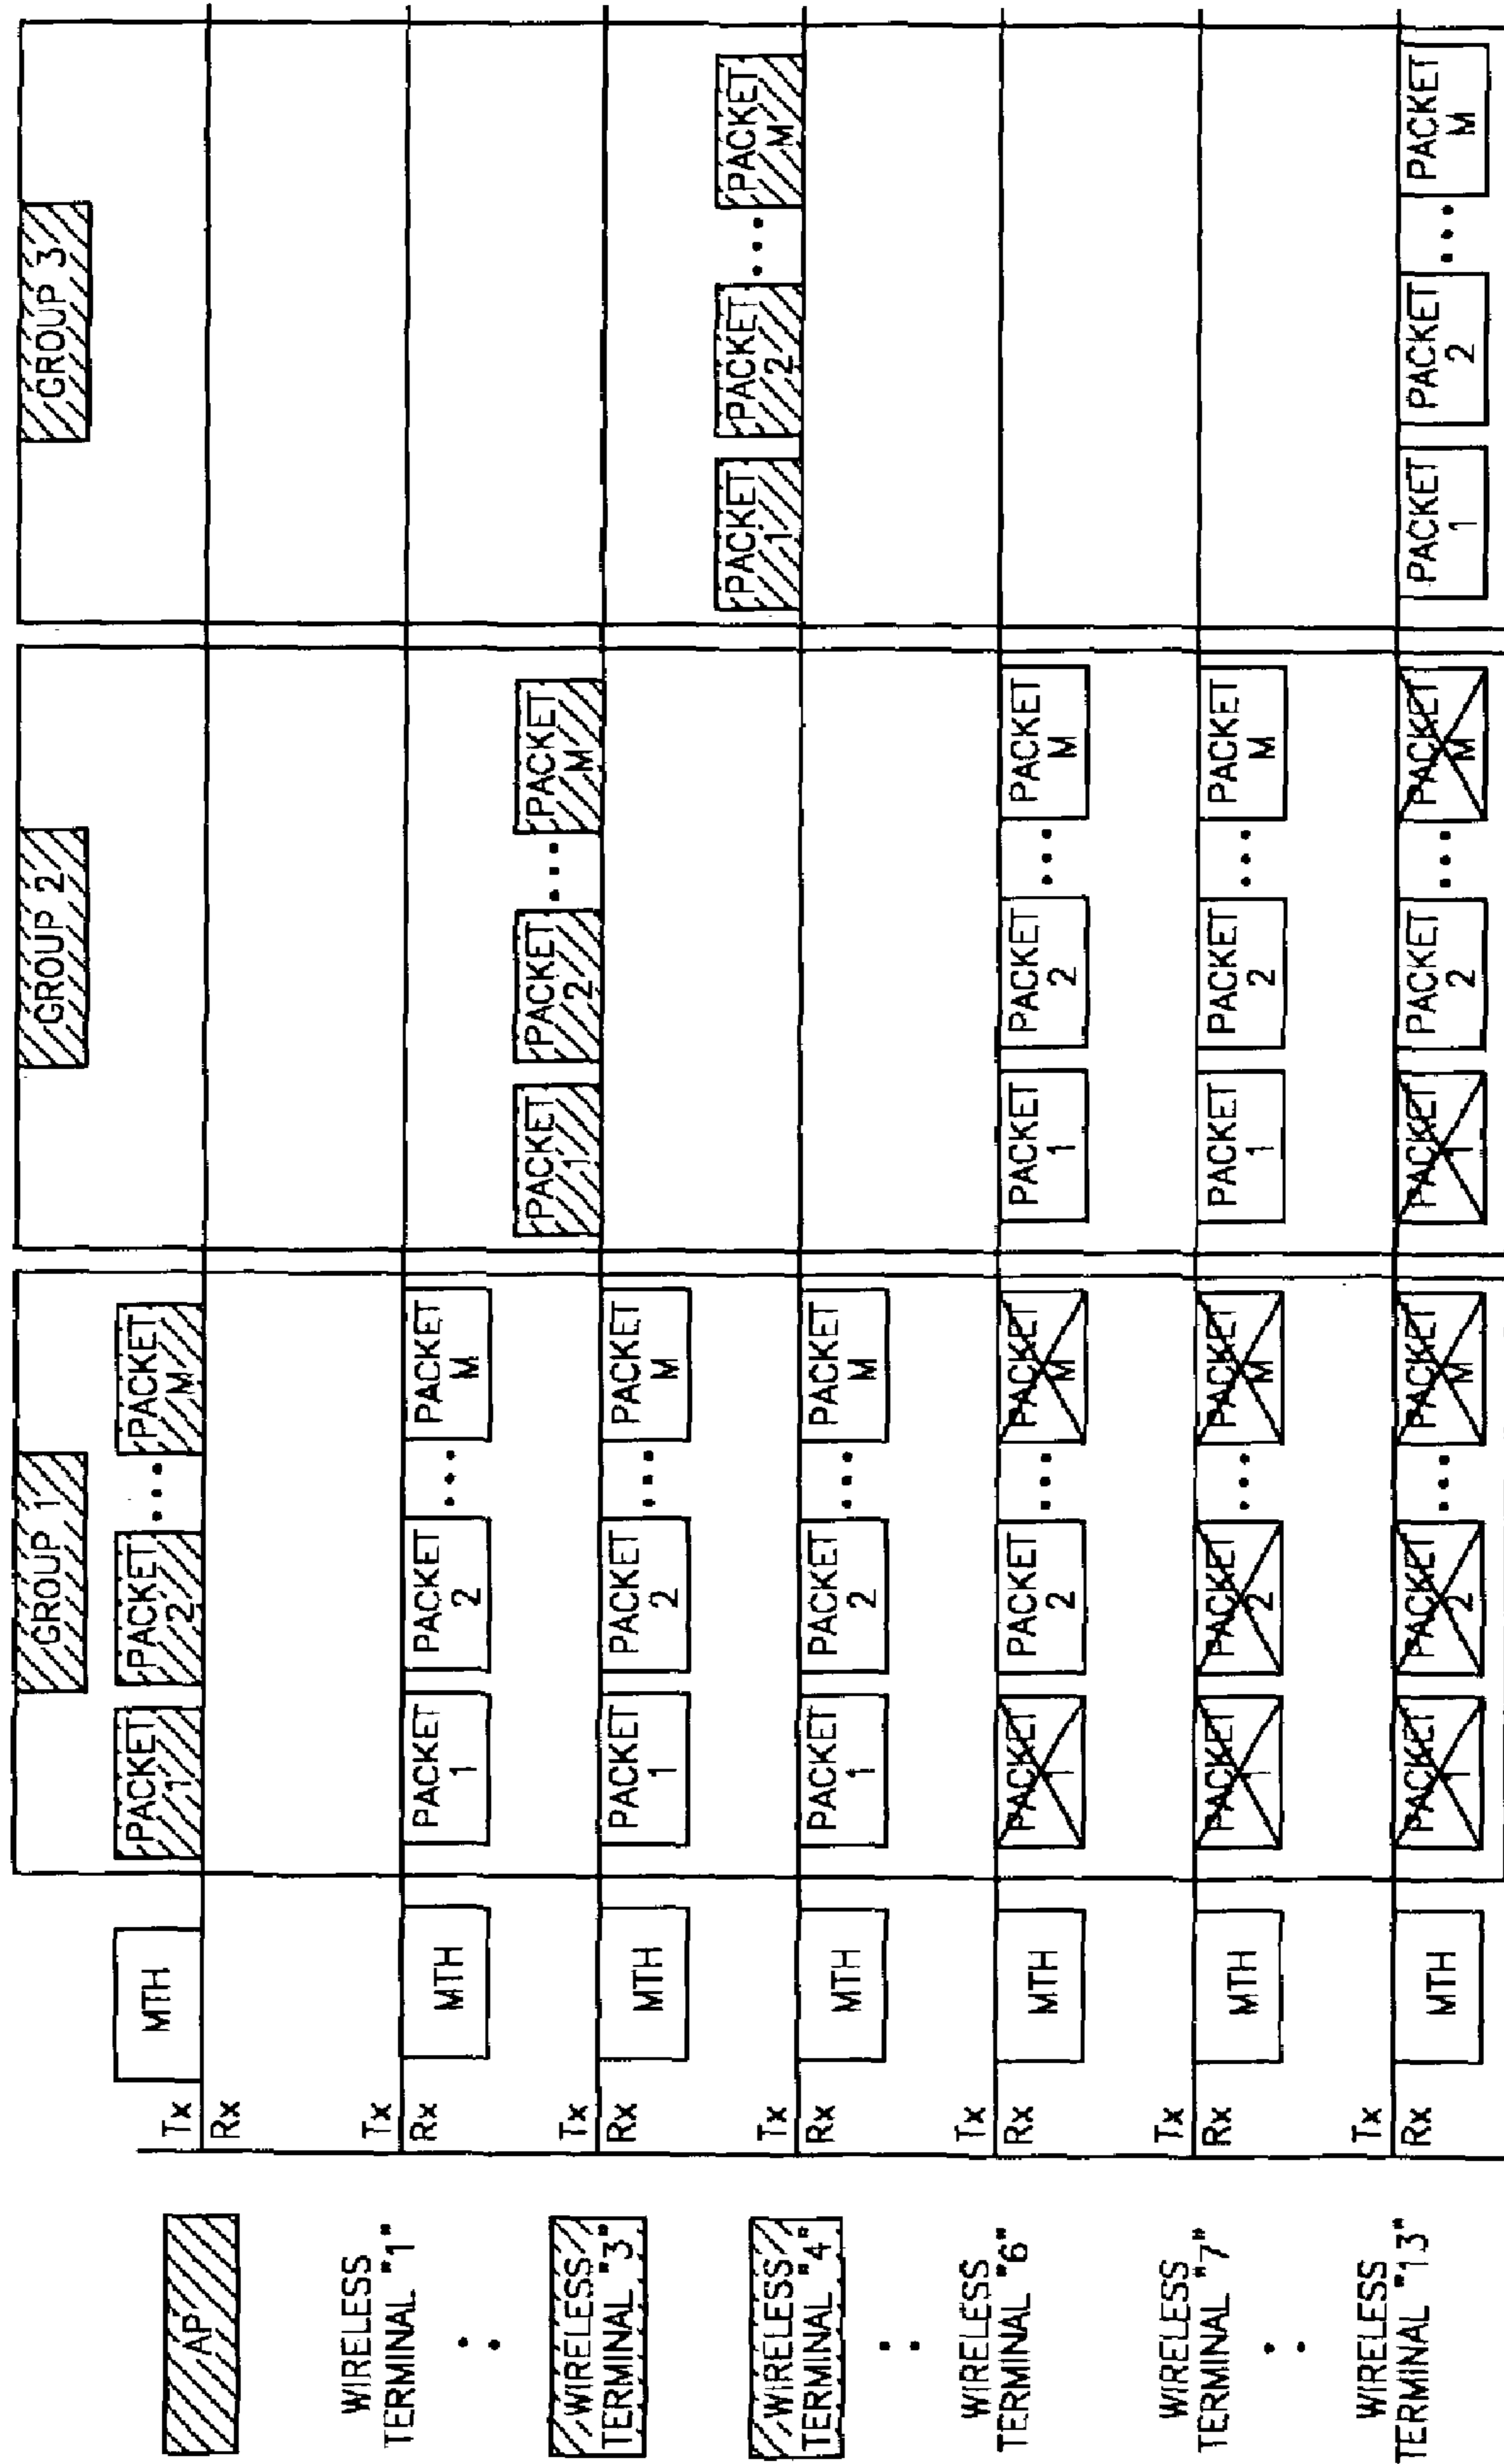 GROUP 1
GROUP 2
GROUP 3
AP
Tx
Rx
MTH
PACKET
1
PACKET
2
...
PACKET
M
WIRELESS
TERMINAL "1"
Tx
Rx
MTH
PACKET
1
PACKET
2
...
PACKET
M
WIRELESS
TERMINAL "3"
Tx
Rx
MTH
PACKET
1
PACKET
2
...
PACKET
M
PACKET
1
PACKET
2
...
PACKET
M
WIRELESS
TERMINAL "4"
Tx
Rx
MTH
PACKET
1
PACKET
2
...
PACKET
M
PACKET
1
PACKET
2
...
PACKET
M
WIRELESS
TERMINAL "6"
Tx
Rx
MTH
PACKET
1
PACKET
2
...
PACKET
M
PACKET
1
PACKET
2
...
PACKET
M
WIRELESS
TERMINAL "7"
Tx
Rx
MTH
PACKET
1
PACKET
2
...
PACKET
M
PACKET
1
PACKET
2
...
PACKET
M
WIRELESS
TERMINAL "13"
Tx
Rx
MTH
PACKET
1
PACKET
2
...
PACKET
M
PACKET
1
PACKET
2
...
PACKET
M
PACKET
1
PACKET
2
...
PACKET
M